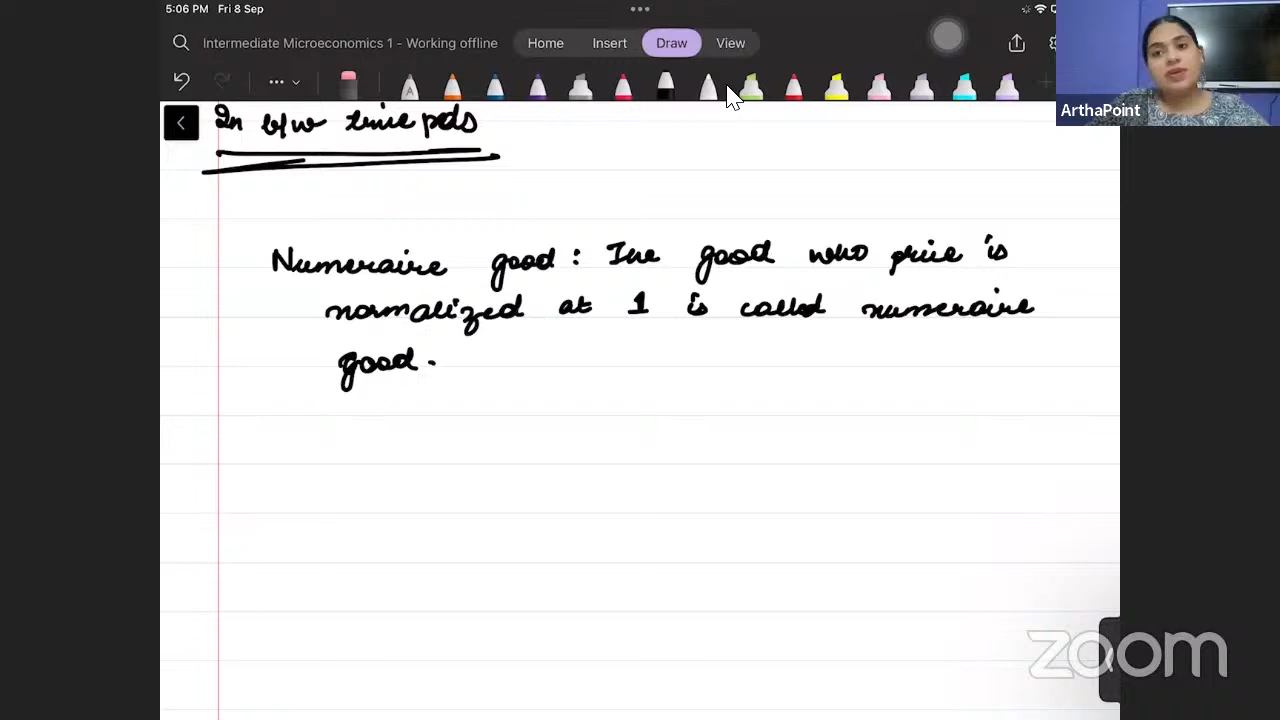 5:06 PM Fri 8 Sep
Intermediate Microeconomics 1 - Working offline Home Insert Draw View
ArthaPoint
In b/w time pds
Numeraire good : The good who price is
normalized at 1 is called numeraire
good.
zoom